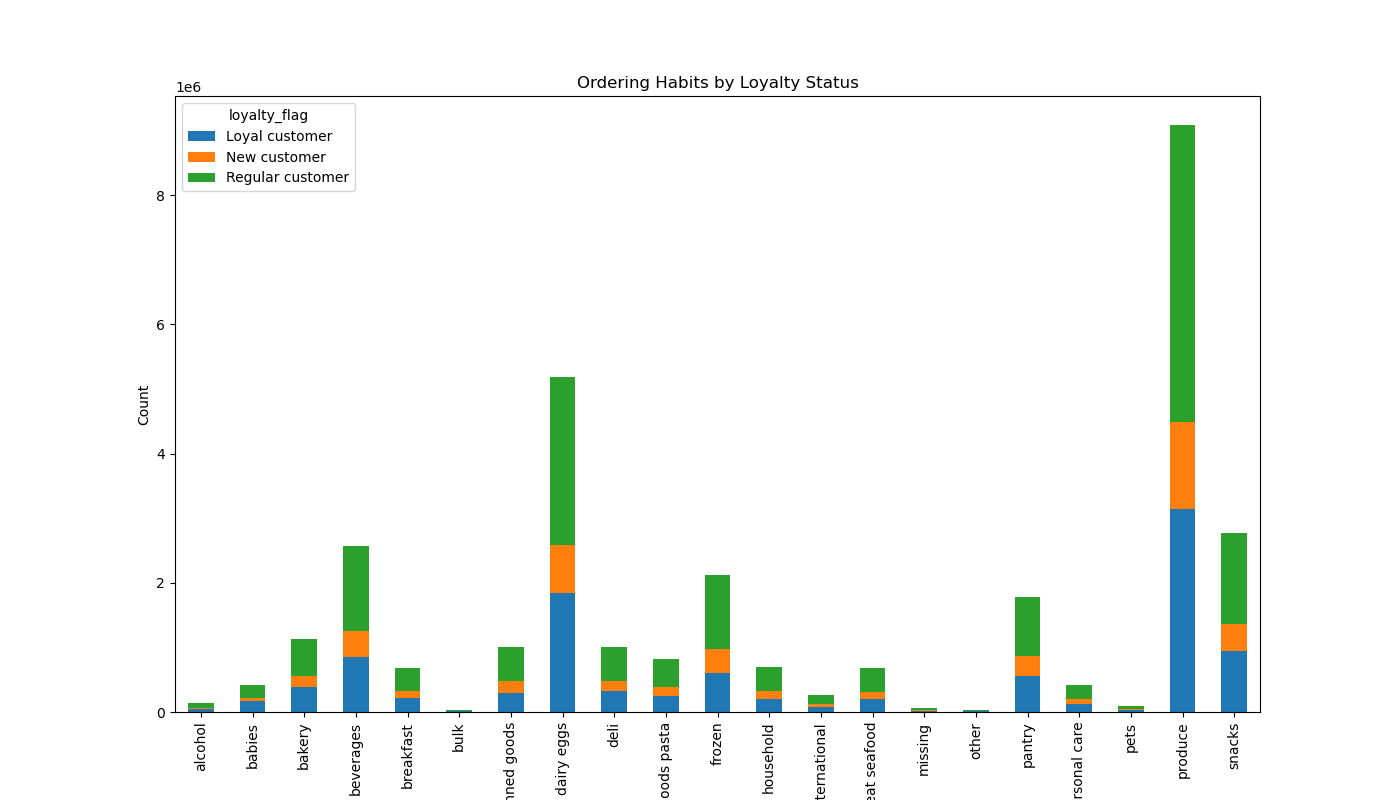 Ordering Habits by Loyalty Status
1e6
loyalty_flag
Loyal customer
New customer
Regular customer
8
6
4
2
0
Count
alcohol
babies
bakery
beverages
breakfast
bulk
nned goods
dairy eggs
deli
oods pasta
frozen
household
ternational
eat seafood
missing
other
pantry
rsonal care
pets
produce
snacks